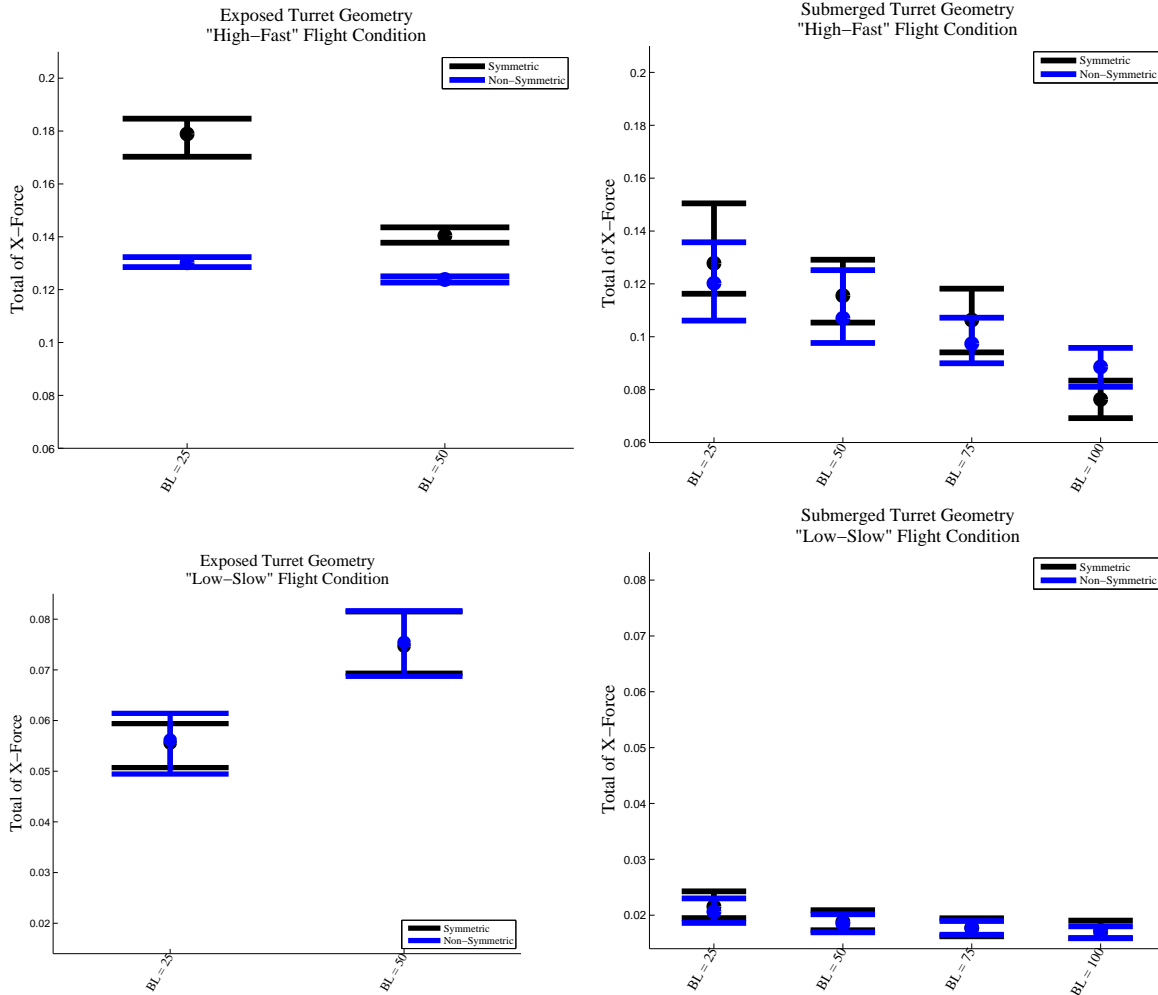 Exposed Turret Geometry
"High−Fast" Flight Condition
Symmetric
Non−Symmetric
0.2
0.18
0.16
0.14
0.12
0.1
0.08
0.06
Total of X−Force
BL = 25
BL = 50
Submerged Turret Geometry
"High−Fast" Flight Condition
Symmetric
Non−Symmetric
0.2
0.18
0.16
0.14
0.12
0.1
0.08
0.06
Total of X−Force
BL = 25
BL = 50
BL = 75
BL = 100
Exposed Turret Geometry
"Low−Slow" Flight Condition
0.08
0.07
0.06
0.05
0.04
0.03
0.02
Total of X−Force
Symmetric
Non−Symmetric
BL = 25
BL = 50
Submerged Turret Geometry
"Low−Slow" Flight Condition
Symmetric
Non−Symmetric
0.08
0.07
0.06
0.05
0.04
0.03
0.02
Total of X−Force
BL = 25
BL = 50
BL = 75
BL = 100